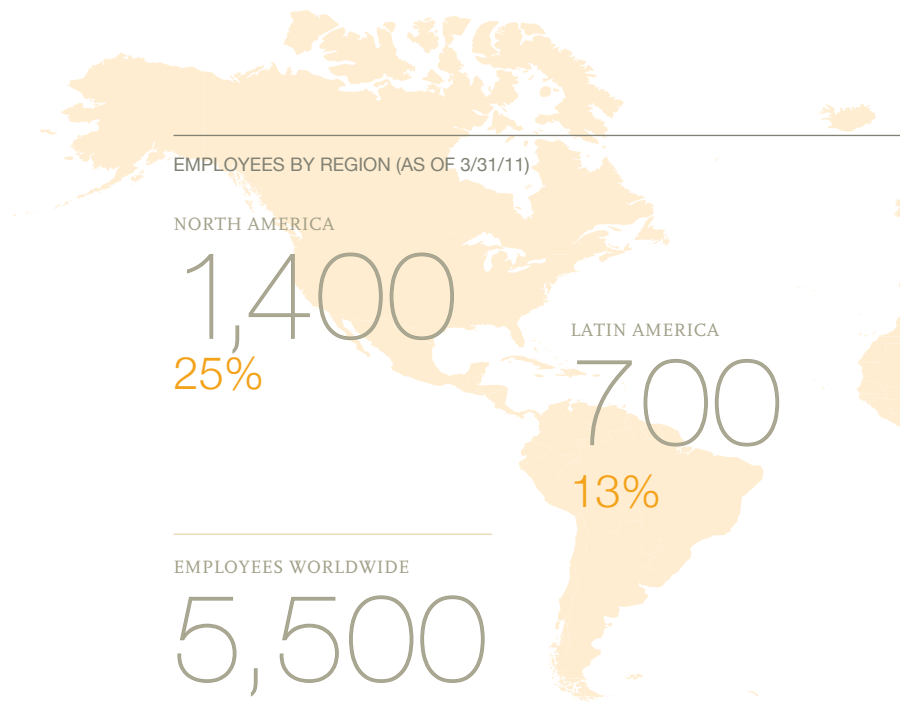 EMPLOYEES BY REGION (AS OF 3/31/11)
NORTH AMERICA
1,400
25%
LATIN AMERICA
700
13%
EMPLOYEES WORLDWIDE
5,500